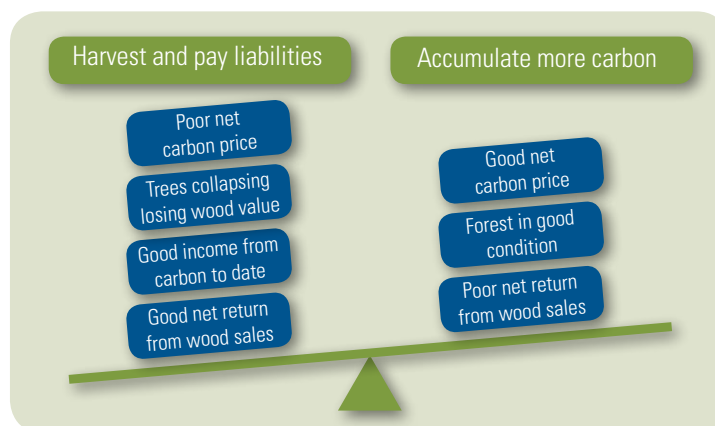 Harvest and pay liabilities
Poor net
carbon price
Trees collapsing
losing wood value
Good income from
carbon to date
Good net return
from wood sales
Accumulate more carbon
Good net
carbon price
Forest in good
condition
Poor net return
from wood sales